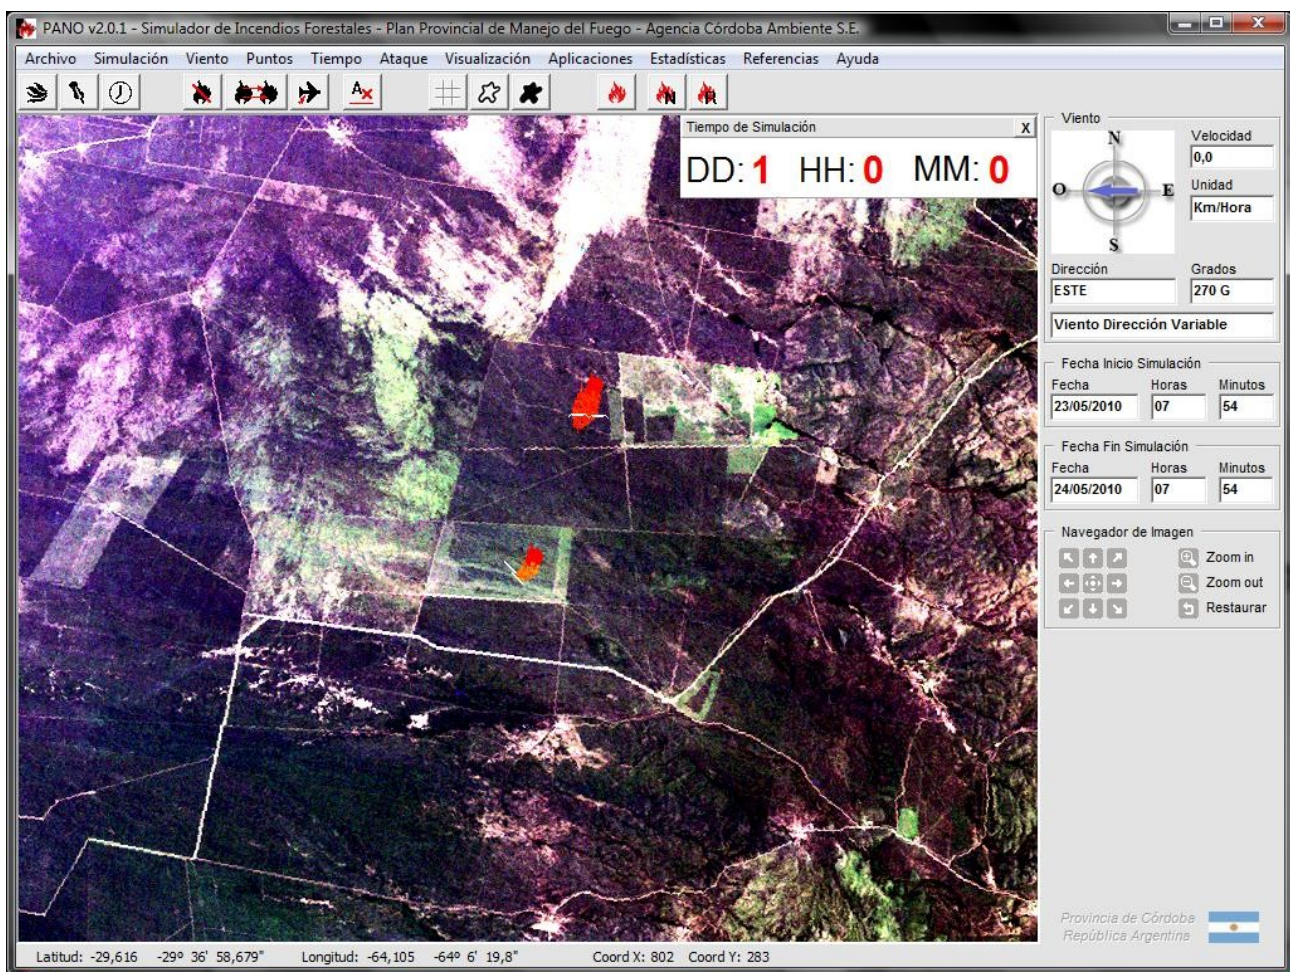 PANO v2.0.1 - Simulador de Incendios Forestales - Plan Provincial de Manejo del Fuego - Agencia Córdoba Ambiente S.E.
Archivo Simulación Viento Puntos Tiempo Ataque Visualización Aplicaciones Estadísticas Referencias Ayuda
A x N R
Tiempo de Simulación X
DD: 1 HH: 0 MM: 0
Viento
N
O E
S
Velocidad
0,0
Unidad
Km/Hora
Dirección Grados
ESTE 270 G
Viento Dirección Variable
Fecha Inicio Simulación
Fecha Horas Minutos
23/05/2010 07 54
Fecha Fin Simulación
Fecha Horas Minutos
24/05/2010 07 54
Navegador de Imagen
Zoom in
Zoom out
Restaurar
Provincia de Córdoba
República Argentina
Latitud: -29,616 -29º 36' 58,679" Longitud: -64,105 -64º 6' 19,8" Coord X: 802 Coord Y: 283